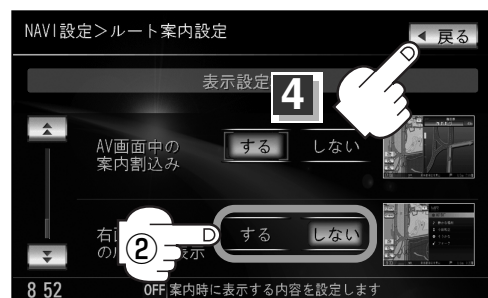 NAVI設定>ルート案内設定
戻る
表示設定
4
AV画面中の
案内割込み
する
しない
右
の
表示
2
する
しない
8 52
OFF 案内時に表示する内容を設定します